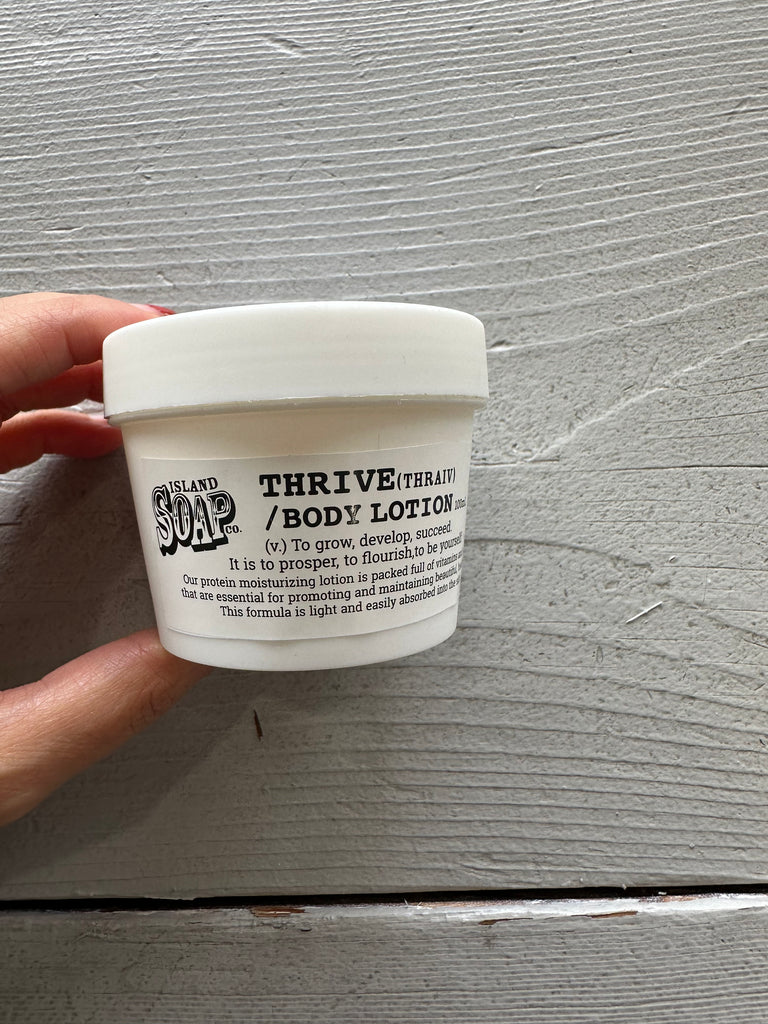 ISLAND
SOAP
CO.
THRIVE (THRAIV)
/BODY LOTION
(v.) To grow, develop, succeed.
It is to prosper, to flourish,to be yourself
Our protein moisturizing lotion is packed full of vitamins
that are essential for promoting and maintaining beautiful,
This formula is light and easily absorbed into the